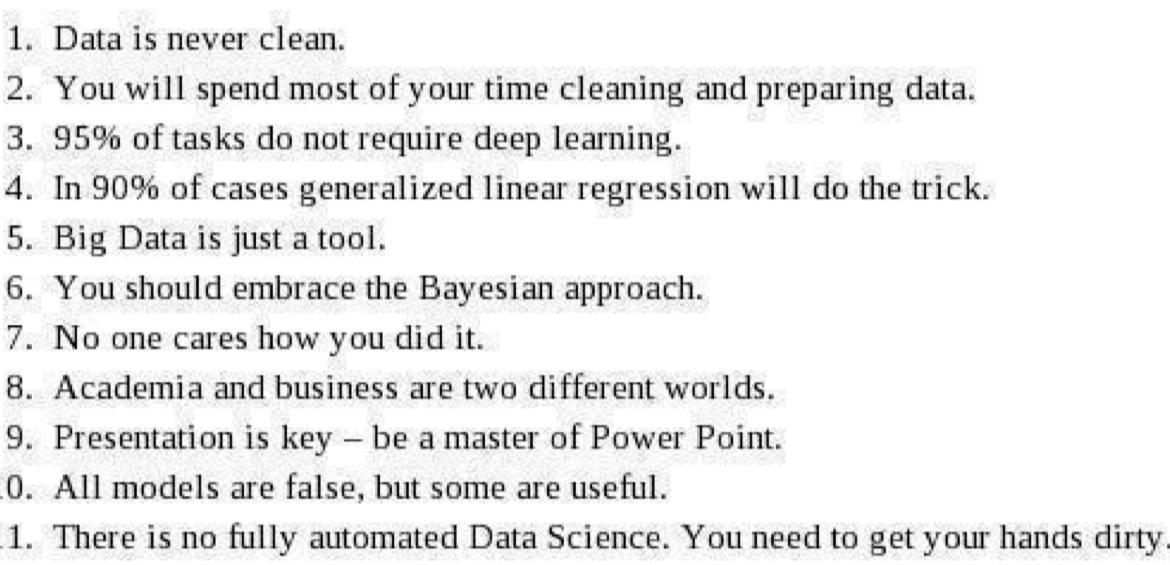 1. Data is never clean.
2. You will spend most of your time cleaning and preparing data.
3. 95% of tasks do not require deep learning.
4. In 90% of cases generalized linear regression will do the trick.
5. Big Data is just a tool.
6. You should embrace the Bayesian approach.
7. No one cares how you did it.
8. Academia and business are two different worlds.
9. Presentation is key – be a master of Power Point.
0. All models are false, but some are useful.
1. There is no fully automated Data Science. You need to get your hands dirty.